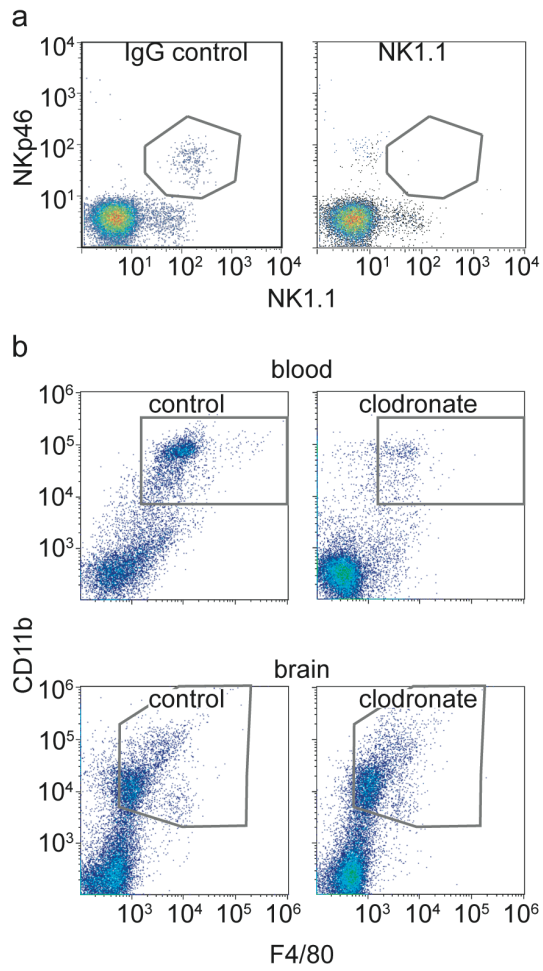 a
IgG control
NK1.1
NKp46
10⁴
10³
10²
10¹
10¹ 10² 10³ 10⁴
10¹ 10² 10³ 10⁴
NK1.1
b
blood
control
clodronate
10⁶
10⁵
10⁴
10³
CD11b
brain
control
clodronate
10⁶
10⁵
10⁴
10³
10³ 10⁴ 10⁵ 10⁶
10³ 10⁴ 10⁵ 10⁶
F4/80